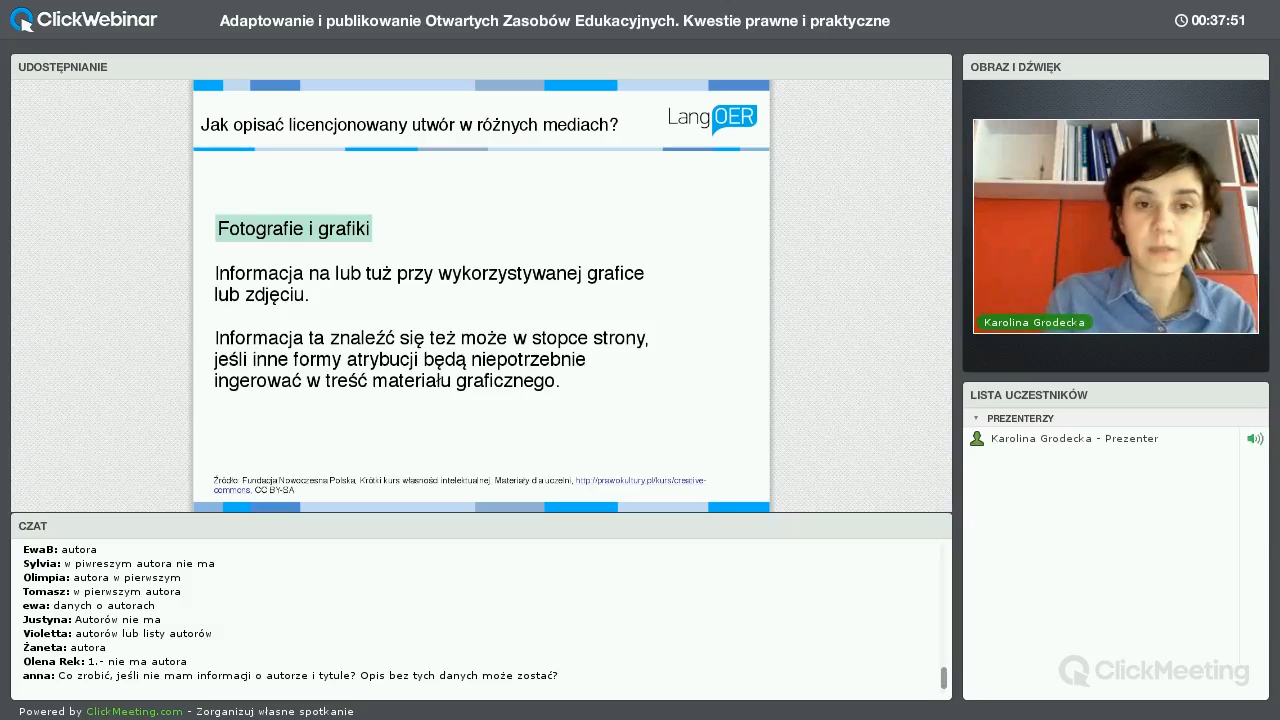 ClickWebinar
Adaptowanie i publikowanie Otwartych Zasobów Edukacyjnych. Kwestie prawne i praktyczne
00:37:51
UDOSTĘPNIANIE
Jak opisać licencjonowany utwór w różnych mediach?
LangOER
Fotografie i grafiki
Informacja na lub tuż przy wykorzystywanej grafice
lub zdjęciu.
Informacja ta znaleźć się też może w stopce strony,
jeśli inne formy atrybucji będą niepotrzebnie
ingerować w treść materiału graficznego.
Źródło: Fundacja Nowoczesna Polska, Krótki kurs własności intelektualnej. Materiały dla uczelni, http://prawokultury.pl/kurs/creative-
commons, CC BY-SA
OBRAZ I DŹWIĘK
Karolina Grodecka
LISTA UCZESTNIKÓW
PREZENTERZY
Karolina Grodecka - Prezenter
CZAT
EwaB: autora
Sylvia: w piwreszym autora nie ma
Olimpia: autora w pierwszym
Tomasz: w pierwszym autora
ewa: danych o autorach
Justyna: Autorów nie ma
Violetta: autorów lub listy autorów
Żaneta: autora
Olena Rek: 1.- nie ma autora
anna: Co zrobić, jeśli nie mam informacji o autorze i tytule? Opis bez tych danych może zostać?
ClickMeeting
Powered by ClickMeeting.com - Zorganizuj własne spotkanie